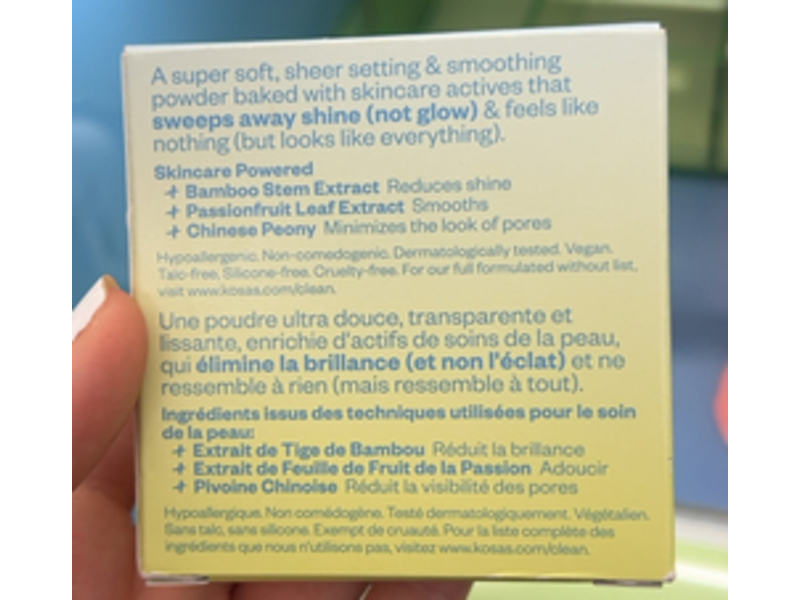 A super soft, sheer setting & smoothing
powder baked with skincare actives that
sweeps away shine (not glow) & feels like
nothing (but looks like everything).
Skincare Powered
+ Bamboo Stem Extract Reduces shine
+ Passionfruit Leaf Extract Smooths
+ Chinese Peony Minimizes the look of pores
Hypoallergenic. Non-comedogenic. Dermatologically tested. Vegan.
Talc-free. Silicone-free. Cruelty-free. For our full formulated without list,
visit www.kosas.com/clean.
Une poudre ultra douce, transparente et
lissante, enrichie d'actifs de soins de la peau,
qui élimine la brillance (et non l'éclat) et ne
ressemble à rien (mais ressemble à tout).
Ingrédients issus des techniques utilisées pour le soin
de la peau:
+ Extrait de Tige de Bambou Réduit la brillance
+ Extrait de Feuille de Fruit de la Passion Adoucir
+ Pivoine Chinoise Réduit la visibilité des pores
Hypoallergique. Non comédogène. Testé dermatologiquement. Végétalien.
Sans talc, sans silicone. Exempt de cruauté. Pour la liste complète des
ingrédients que nous n'utilisons pas, visitez www.kosas.com/clean.